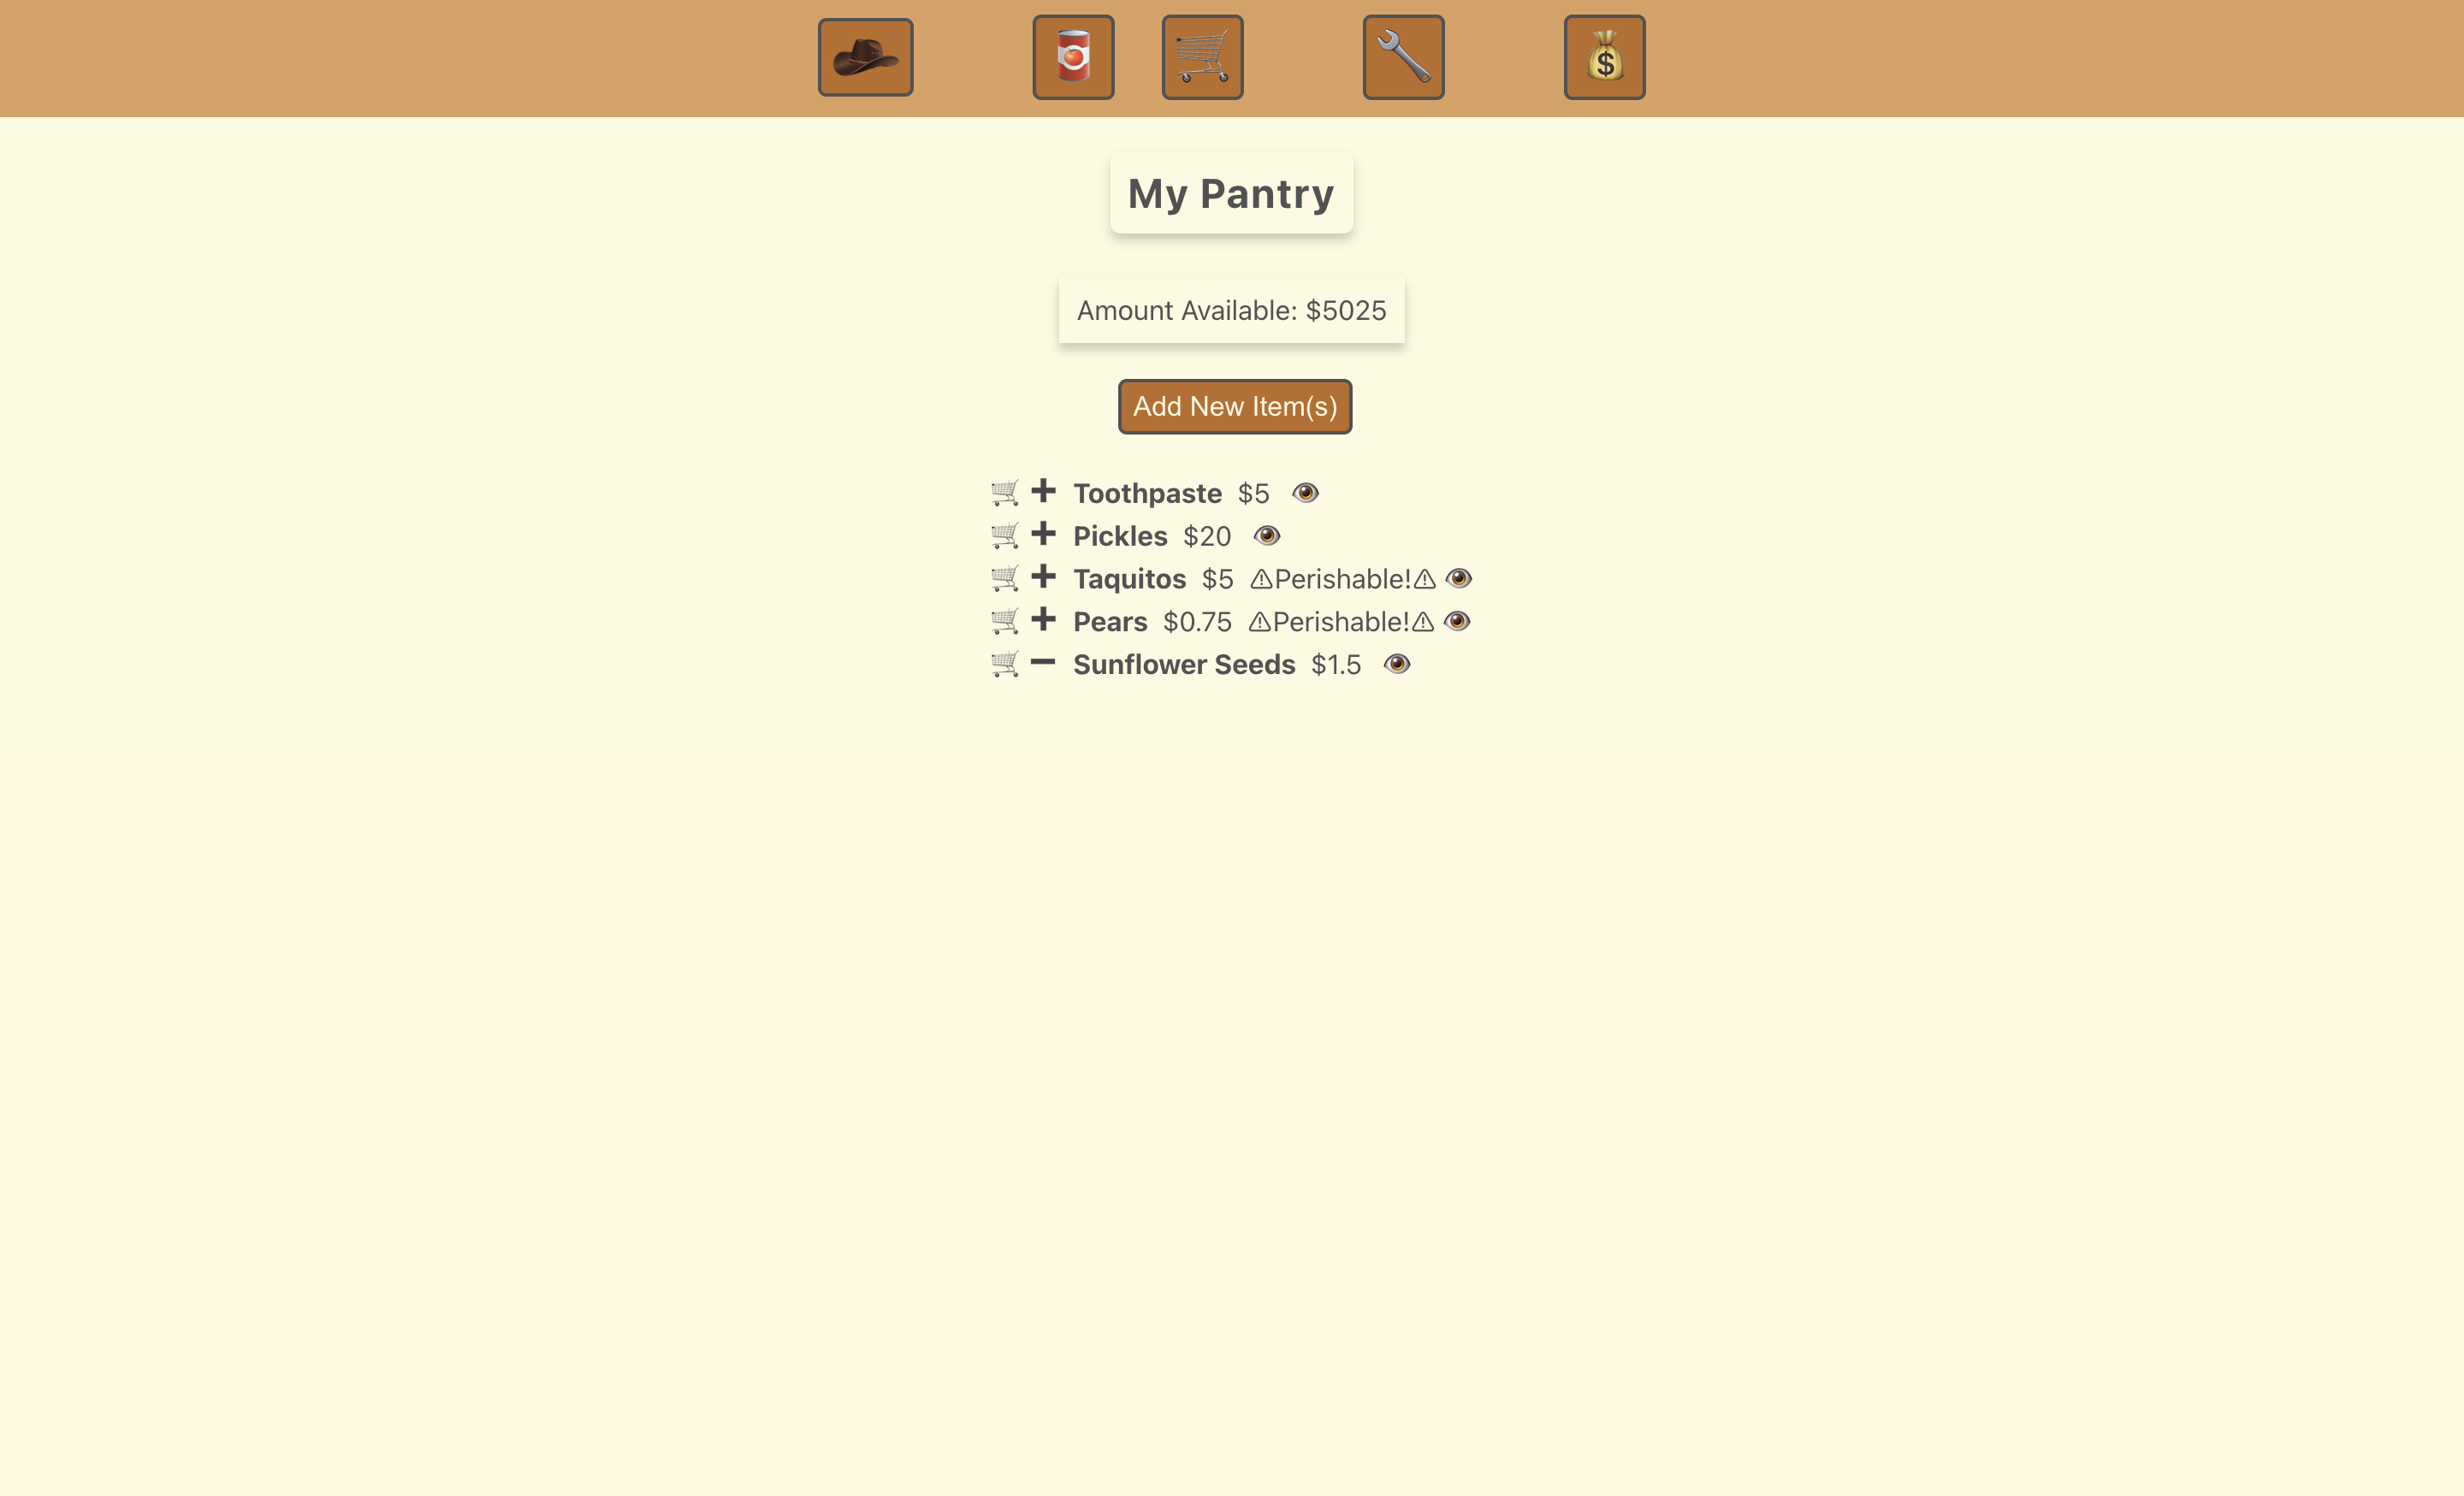 My Pantry
Amount Available: $5025
Add New Item(s)
🛒 ➕ Toothpaste $5 👁️
🛒 ➕ Pickles $20 👁️
🛒 ➕ Taquitos $5 ⚠Perishable!⚠ 👁️
🛒 ➕ Pears $0.75 ⚠Perishable!⚠ 👁️
🛒 ➖ Sunflower Seeds $1.5 👁️